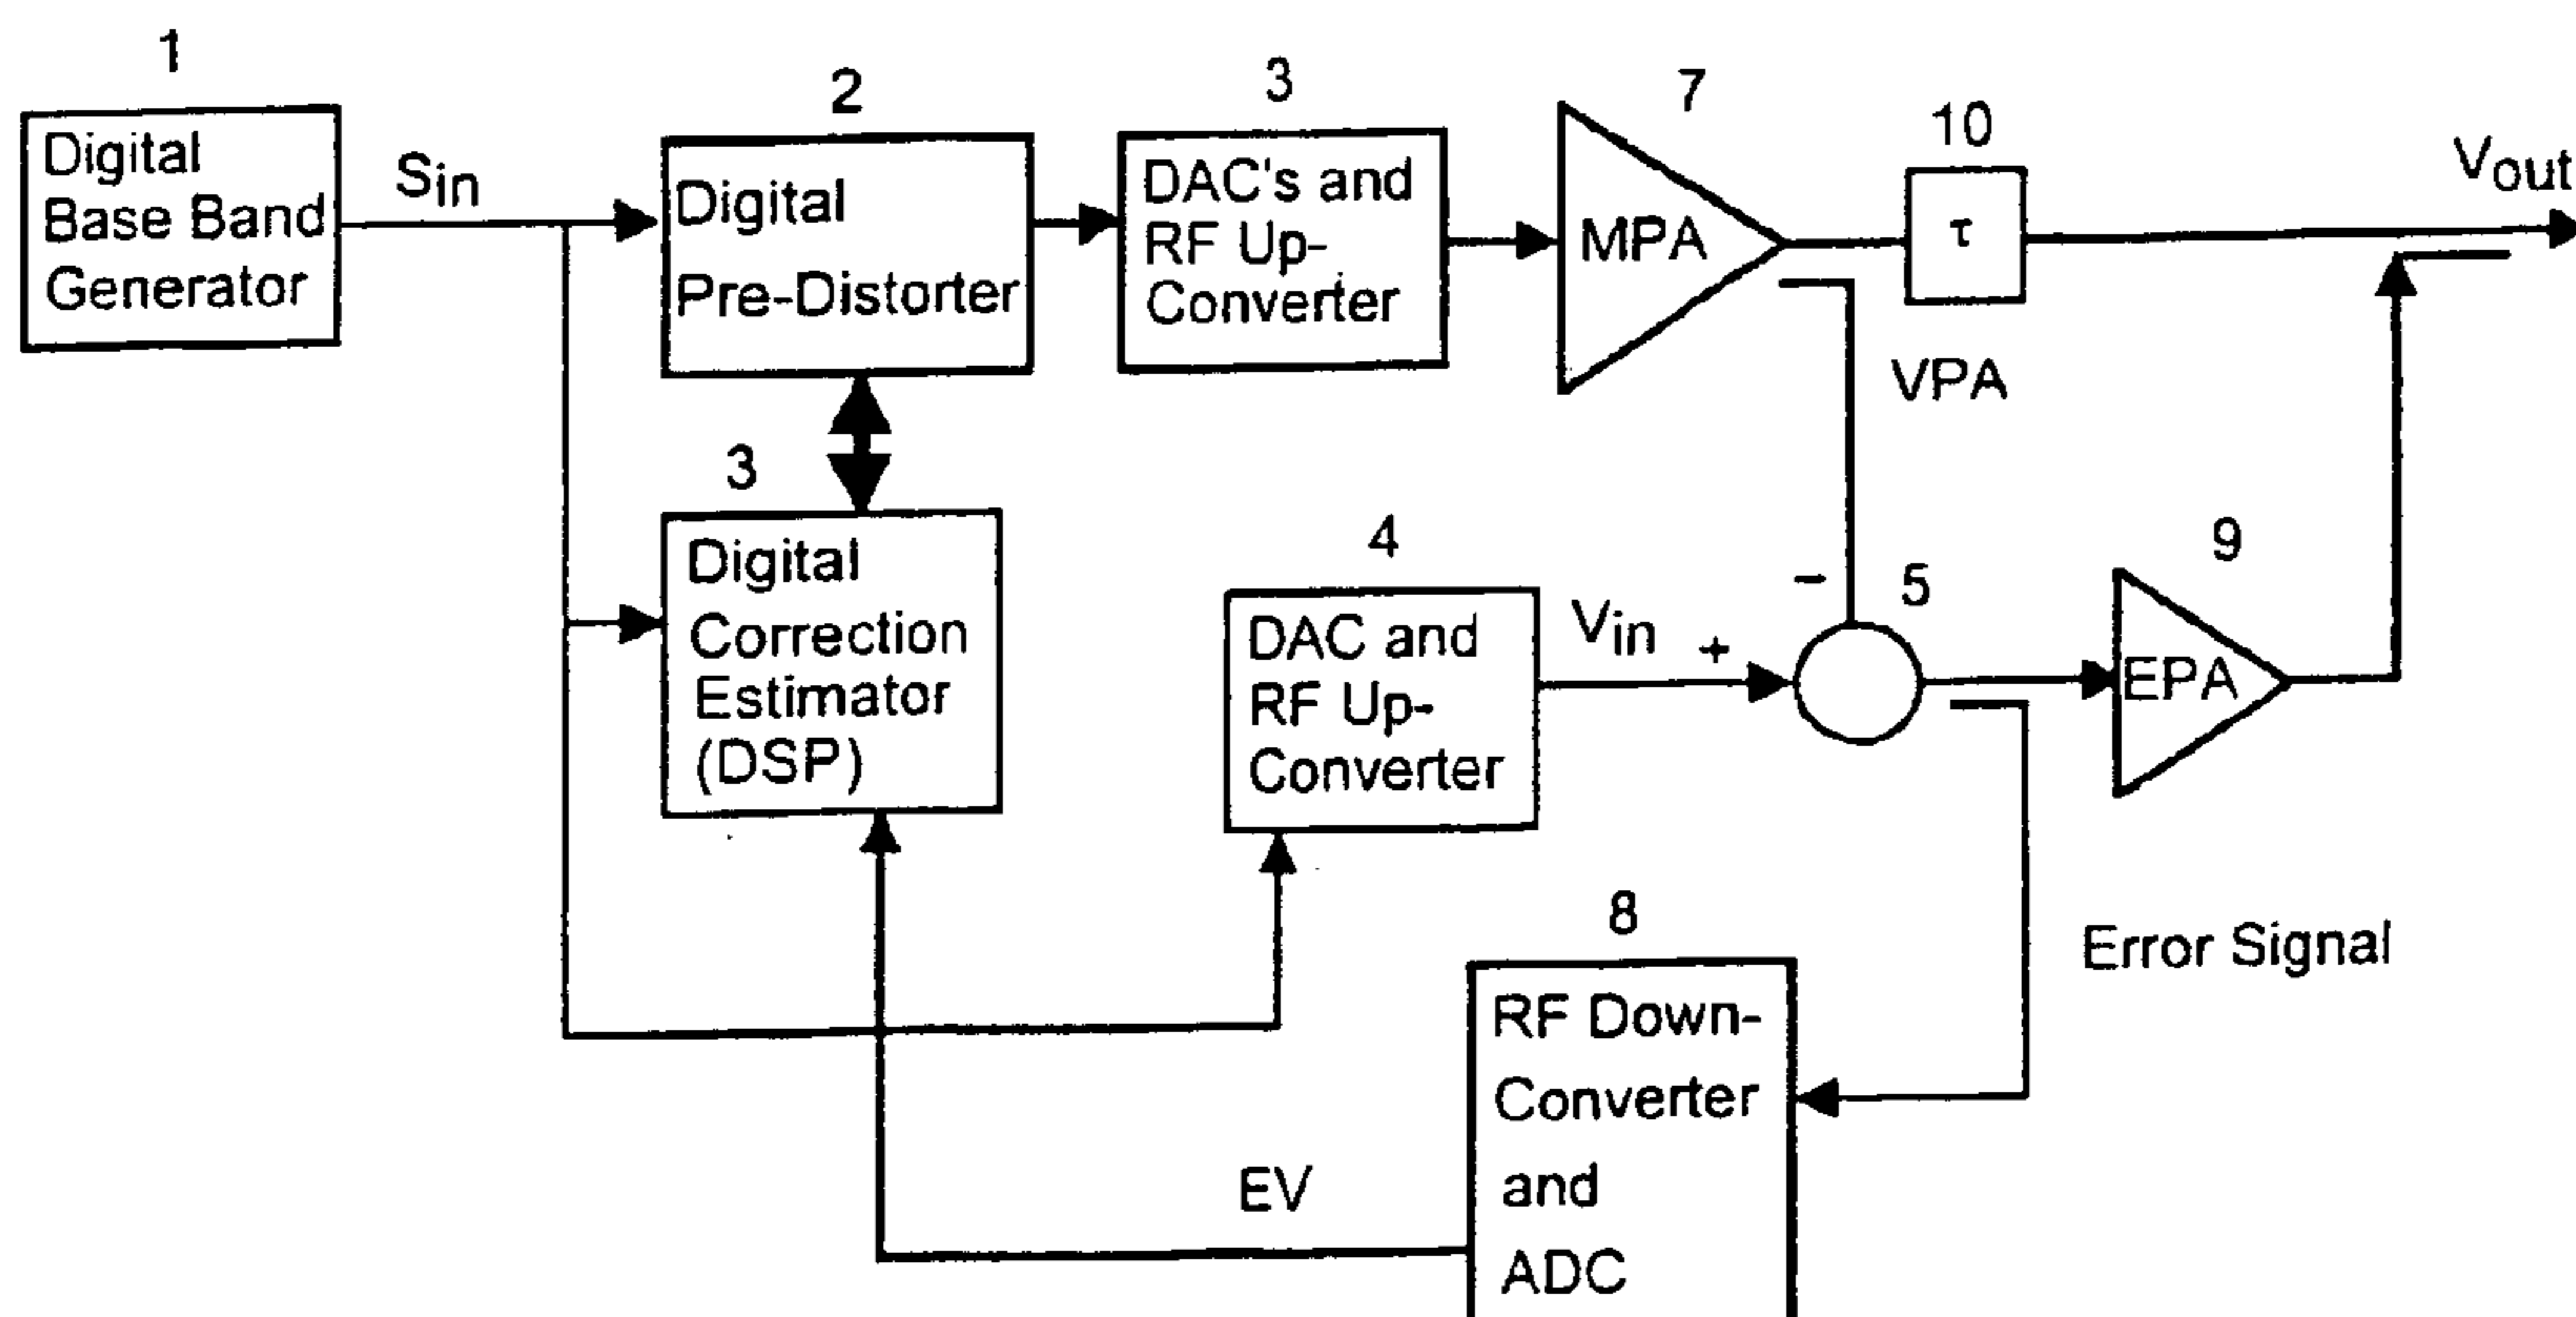 1
Digital
Base Band
Generator
Sin
2
Digital
Pre-Distorter
3
DAC's and
RF Up-
Converter
7
MPA
10
τ
Vout
VPA
3
Digital
Correction
Estimator
(DSP)
4
DAC and
RF Up-
Converter
Vin
+
−
5
9
EPA
Error Signal
8
RF Down-
Converter
and
ADC
EV